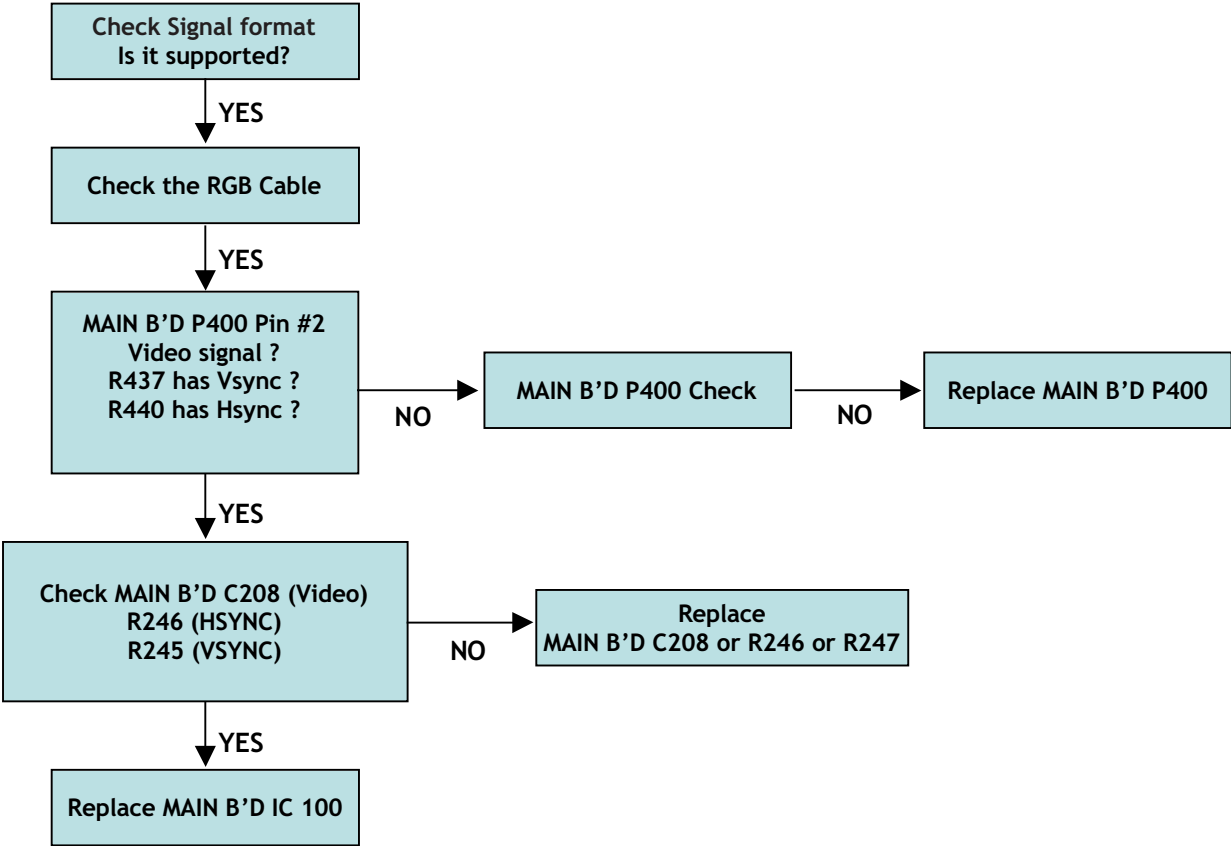 Check Signal format
Is it supported?
YES
Check the RGB Cable
YES
MAIN B’D P400 Pin #2
Video signal ?
R437 has Vsync ?
R440 has Hsync ?
NO
MAIN B’D P400 Check
NO
Replace MAIN B’D P400
YES
Check MAIN B’D C208 (Video)
R246 (HSYNC)
R245 (VSYNC)
NO
Replace
MAIN B’D C208 or R246 or R247
YES
Replace MAIN B’D IC 100